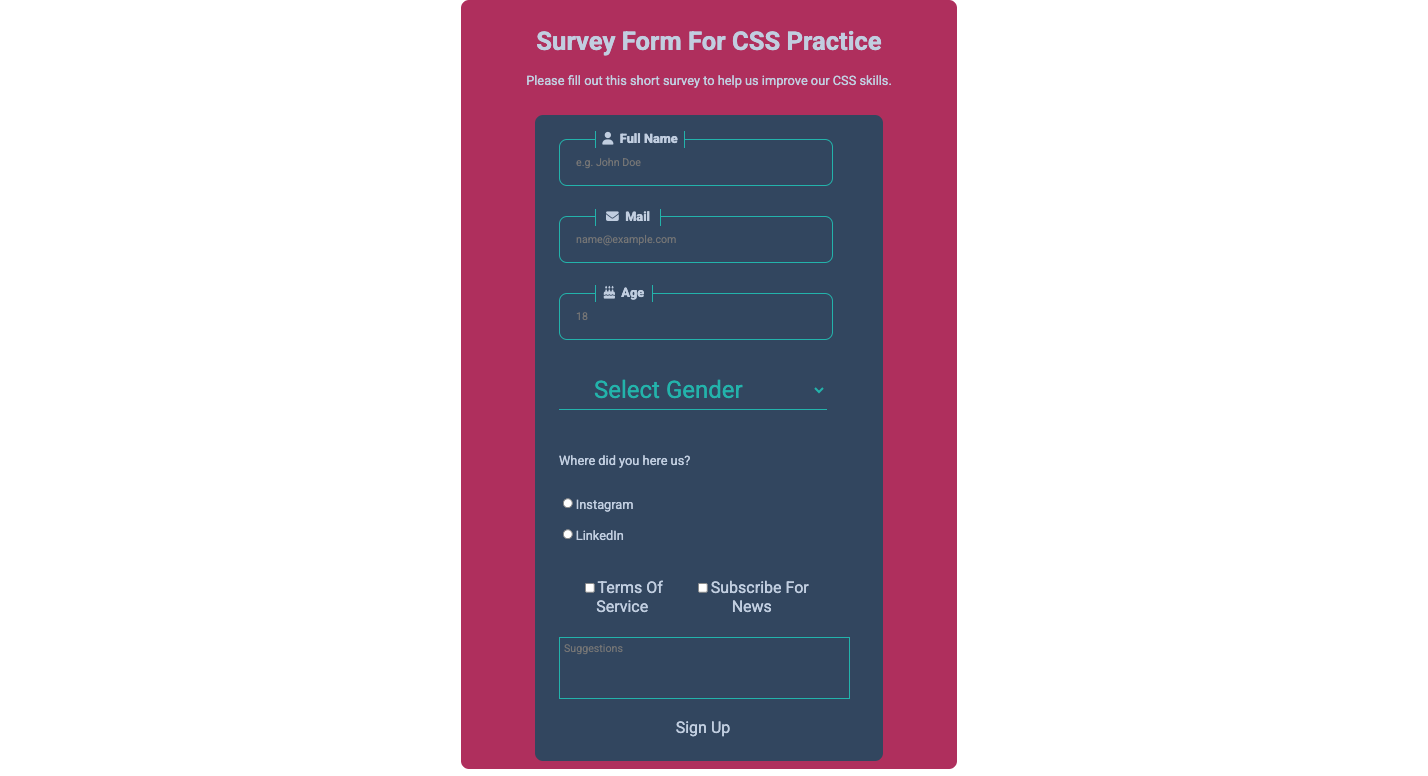 Survey Form For CSS Practice
Please fill out this short survey to help us improve our CSS skills.
Full Name
e.g. John Doe
Mail
name@example.com
Age
18
Select Gender
Where did you here us?
Instagram
LinkedIn
Terms Of Subscribe For
Service News
Suggestions
Sign Up